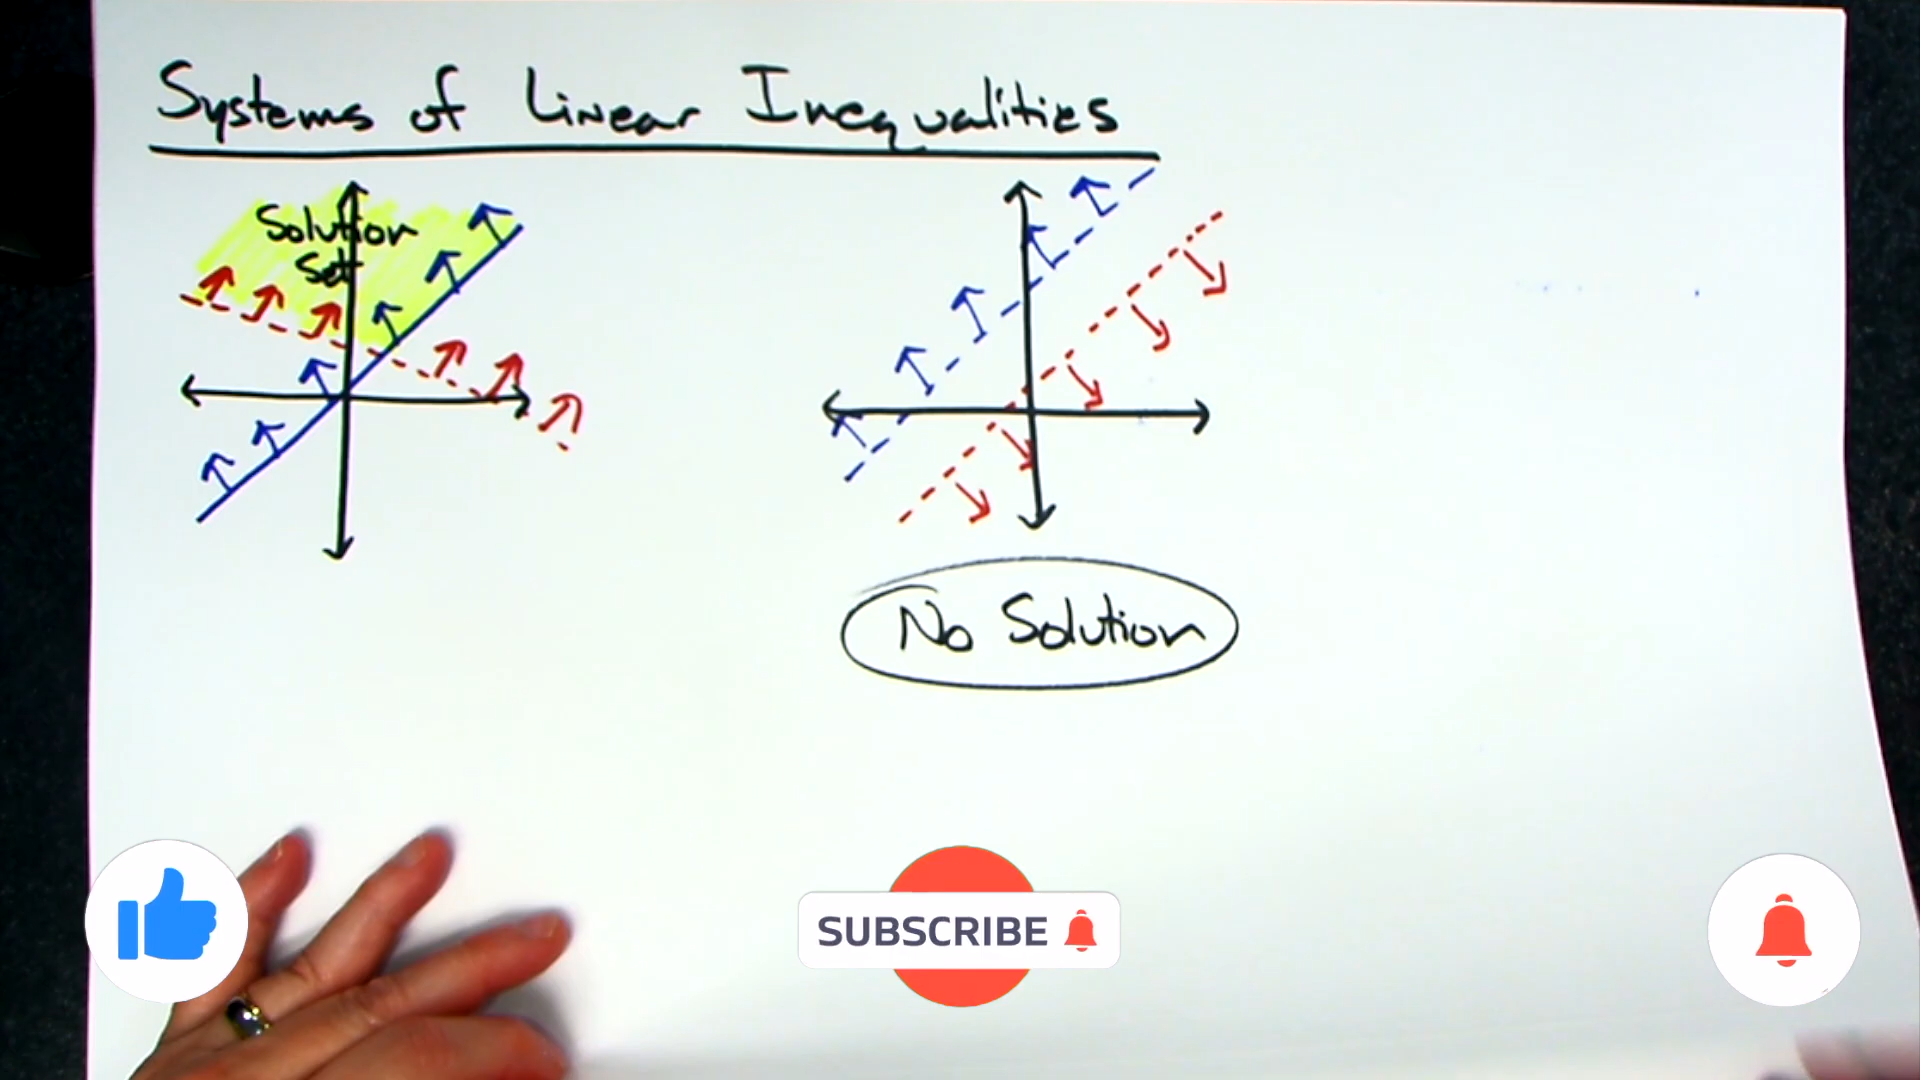 Systems of Linear Inequalities
Solution
Set
No Solution
SUBSCRIBE